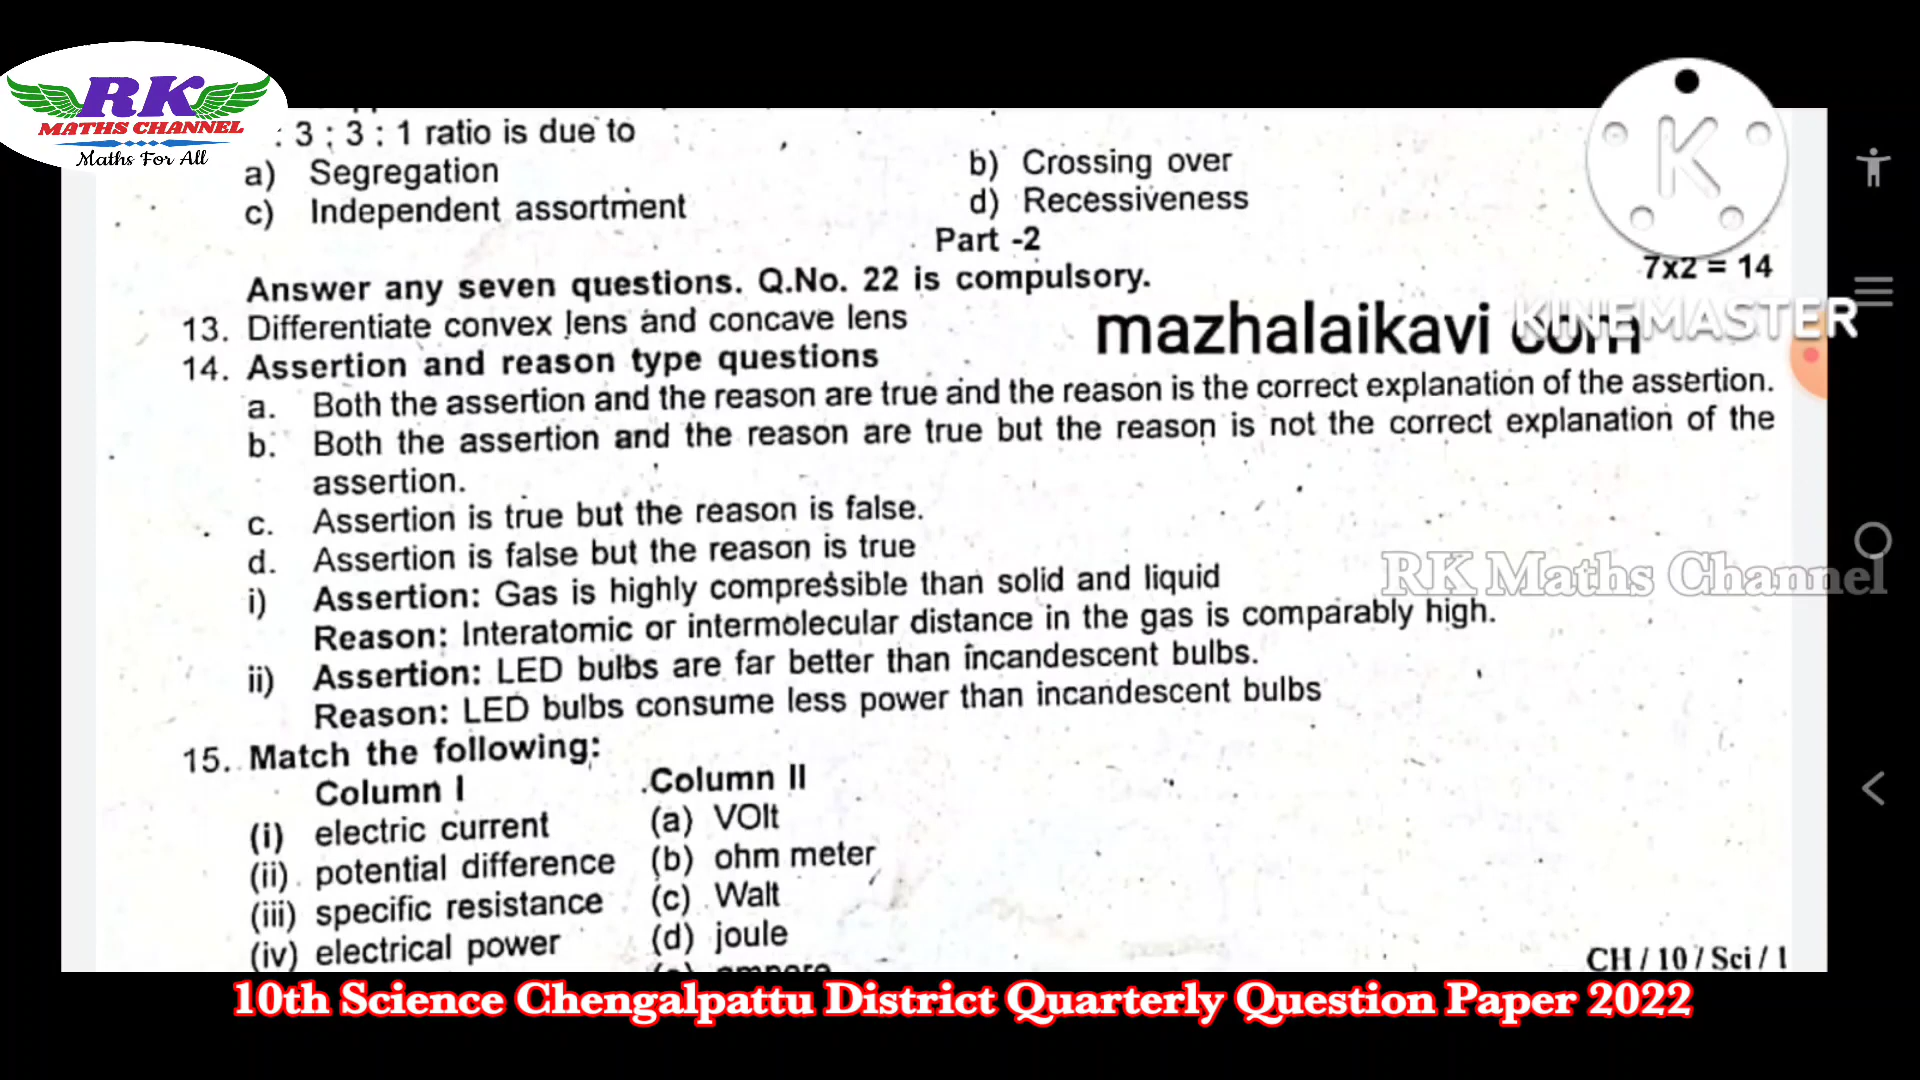 RK
MATHS CHANNEL
Maths For All
K
: 3 : 3 : 1 ratio is due to
a) Segregation
b) Crossing over
c) Independent assortment
d) Recessiveness
Part -2
Answer any seven questions. Q.No. 22 is compulsory.
7x2 = 14
13. Differentiate convex lens and concave lens
mazhalaikavi com
KINEMASTER
14. Assertion and reason type questions
a. Both the assertion and the reason are true and the reason is the correct explanation of the assertion.
b. Both the assertion and the reason are true but the reason is not the correct explanation of the
assertion.
c. Assertion is true but the reason is false.
d. Assertion is false but the reason is true
RK Maths Channel
i) Assertion: Gas is highly compressible than solid and liquid
Reason: Interatomic or intermolecular distance in the gas is comparably high.
ii) Assertion: LED bulbs are far better than incandescent bulbs.
Reason: LED bulbs consume less power than incandescent bulbs
15. Match the following:
Column I .Column II
(i) electric current (a) VOlt
(ii) potential difference (b) ohm meter
(iii) specific resistance (c) Walt
(iv) electrical power (d) joule
ampere
CH / 10 / Sci / 1
10th Science Chengalpattu District Quarterly Question Paper 2022